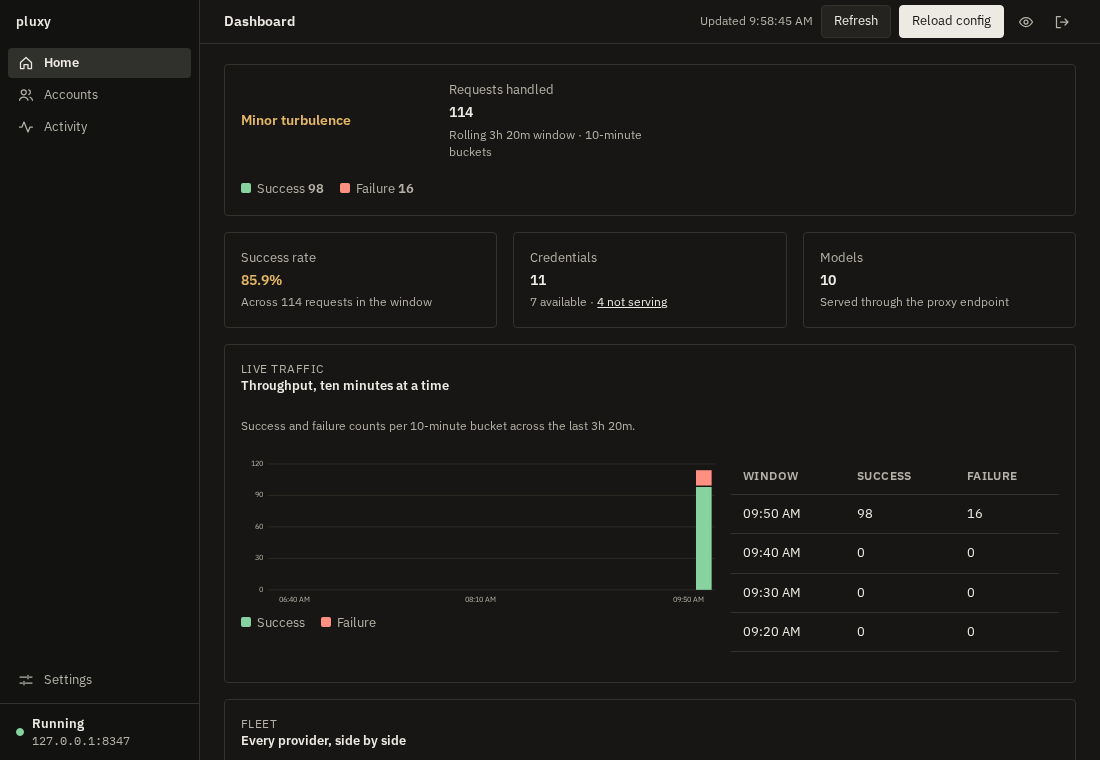 pluxy
Dashboard
Updated 9:58:45 AM
Refresh
Reload config
Home
Accounts
Activity
Minor turbulence
Requests handled
114
Rolling 3h 20m window · 10-minute
buckets
Success 98
Failure 16
Success rate
85.9%
Across 114 requests in the window
Credentials
11
7 available · 4 not serving
Models
10
Served through the proxy endpoint
LIVE TRAFFIC
Throughput, ten minutes at a time
Success and failure counts per 10-minute bucket across the last 3h 20m.
120
90
60
30
0
06:40 AM
08:10 AM
09:50 AM
Success
Failure
WINDOW SUCCESS FAILURE
09:50 AM 98 16
09:40 AM 0 0
09:30 AM 0 0
09:20 AM 0 0
FLEET
Every provider, side by side
Settings
Running
127.0.0.1:8347